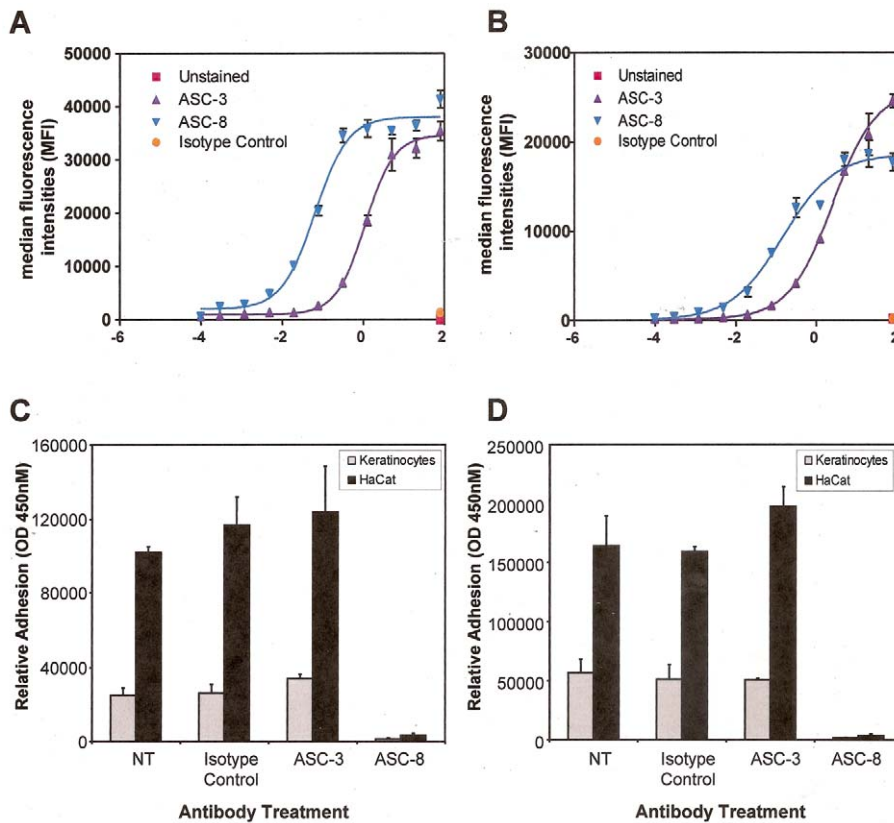 A
median fluorescence
intensities (MFI)
50000
40000
30000
20000
10000
0
-6
-4
-2
0
2
Unstained
ASC-3
ASC-8
Isotype Control
B
median fluorescence
intensities (MFI)
30000
20000
10000
0
-6
-4
-2
0
2
Unstained
ASC-3
ASC-8
Isotype Control
C
Relative Adhesion (OD 450nM)
160000
120000
80000
40000
0
Keratinocytes
HaCat
NT
Isotype
Control
ASC-3
ASC-8
Antibody Treatment
D
Relative Adhesion (OD 450nM)
250000
200000
150000
100000
50000
0
Keratinocytes
HaCat
NT
Isotype
Control
ASC-3
ASC-8
Antibody Treatment